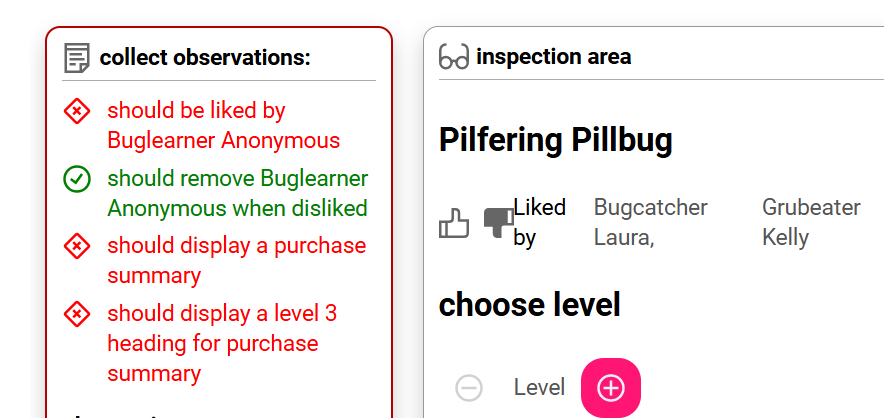 collect observations:
should be liked by
Buglearner Anonymous
should remove Buglearner
Anonymous when disliked
should display a purchase
summary
should display a level 3
heading for purchase
summary
inspection area
Pilfering Pillbug
Liked
by
Bugcatcher
Laura,
Grubeater
Kelly
choose level
Level